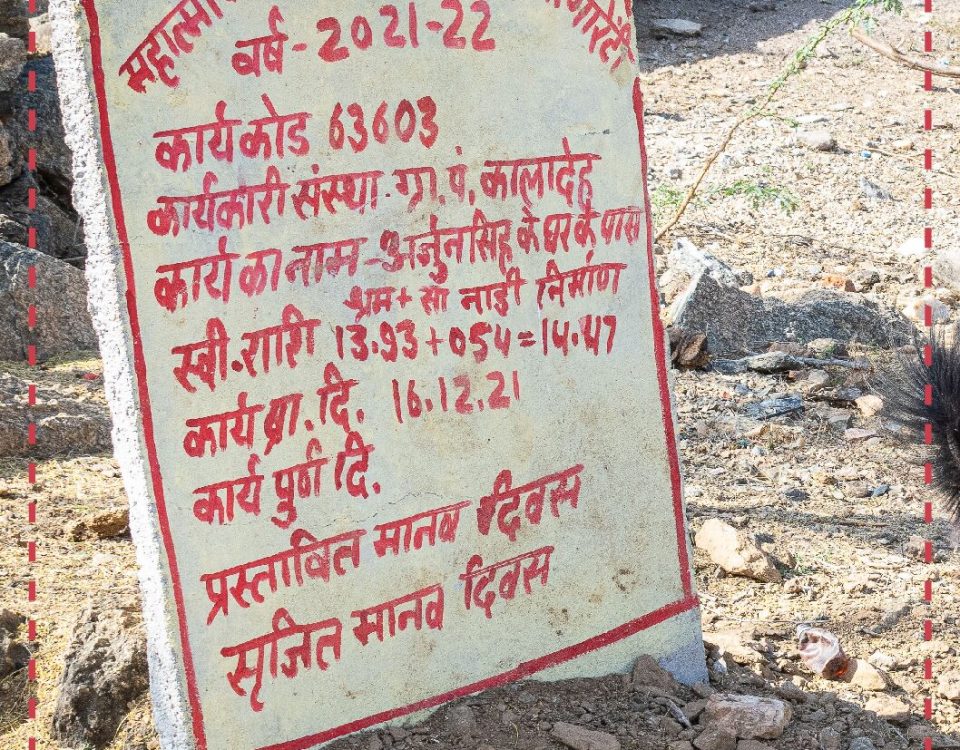 महात्मा गारंटी
वर्ष - 2021-22
कार्य कोड 63603
कार्यकारी संस्था - ग्रा. पं. कालादेह
कार्य का नाम - अर्जुनसिह के घर के पास
श्रम + सा नाडी निर्माण
स्वी. राशि 13.93 + 054 = 14.47
कार्य प्रा. दि. 16.12.21
कार्य पुर्ण दि.
प्रस्तावित मानव दिवस
सृजित मानव दिवस